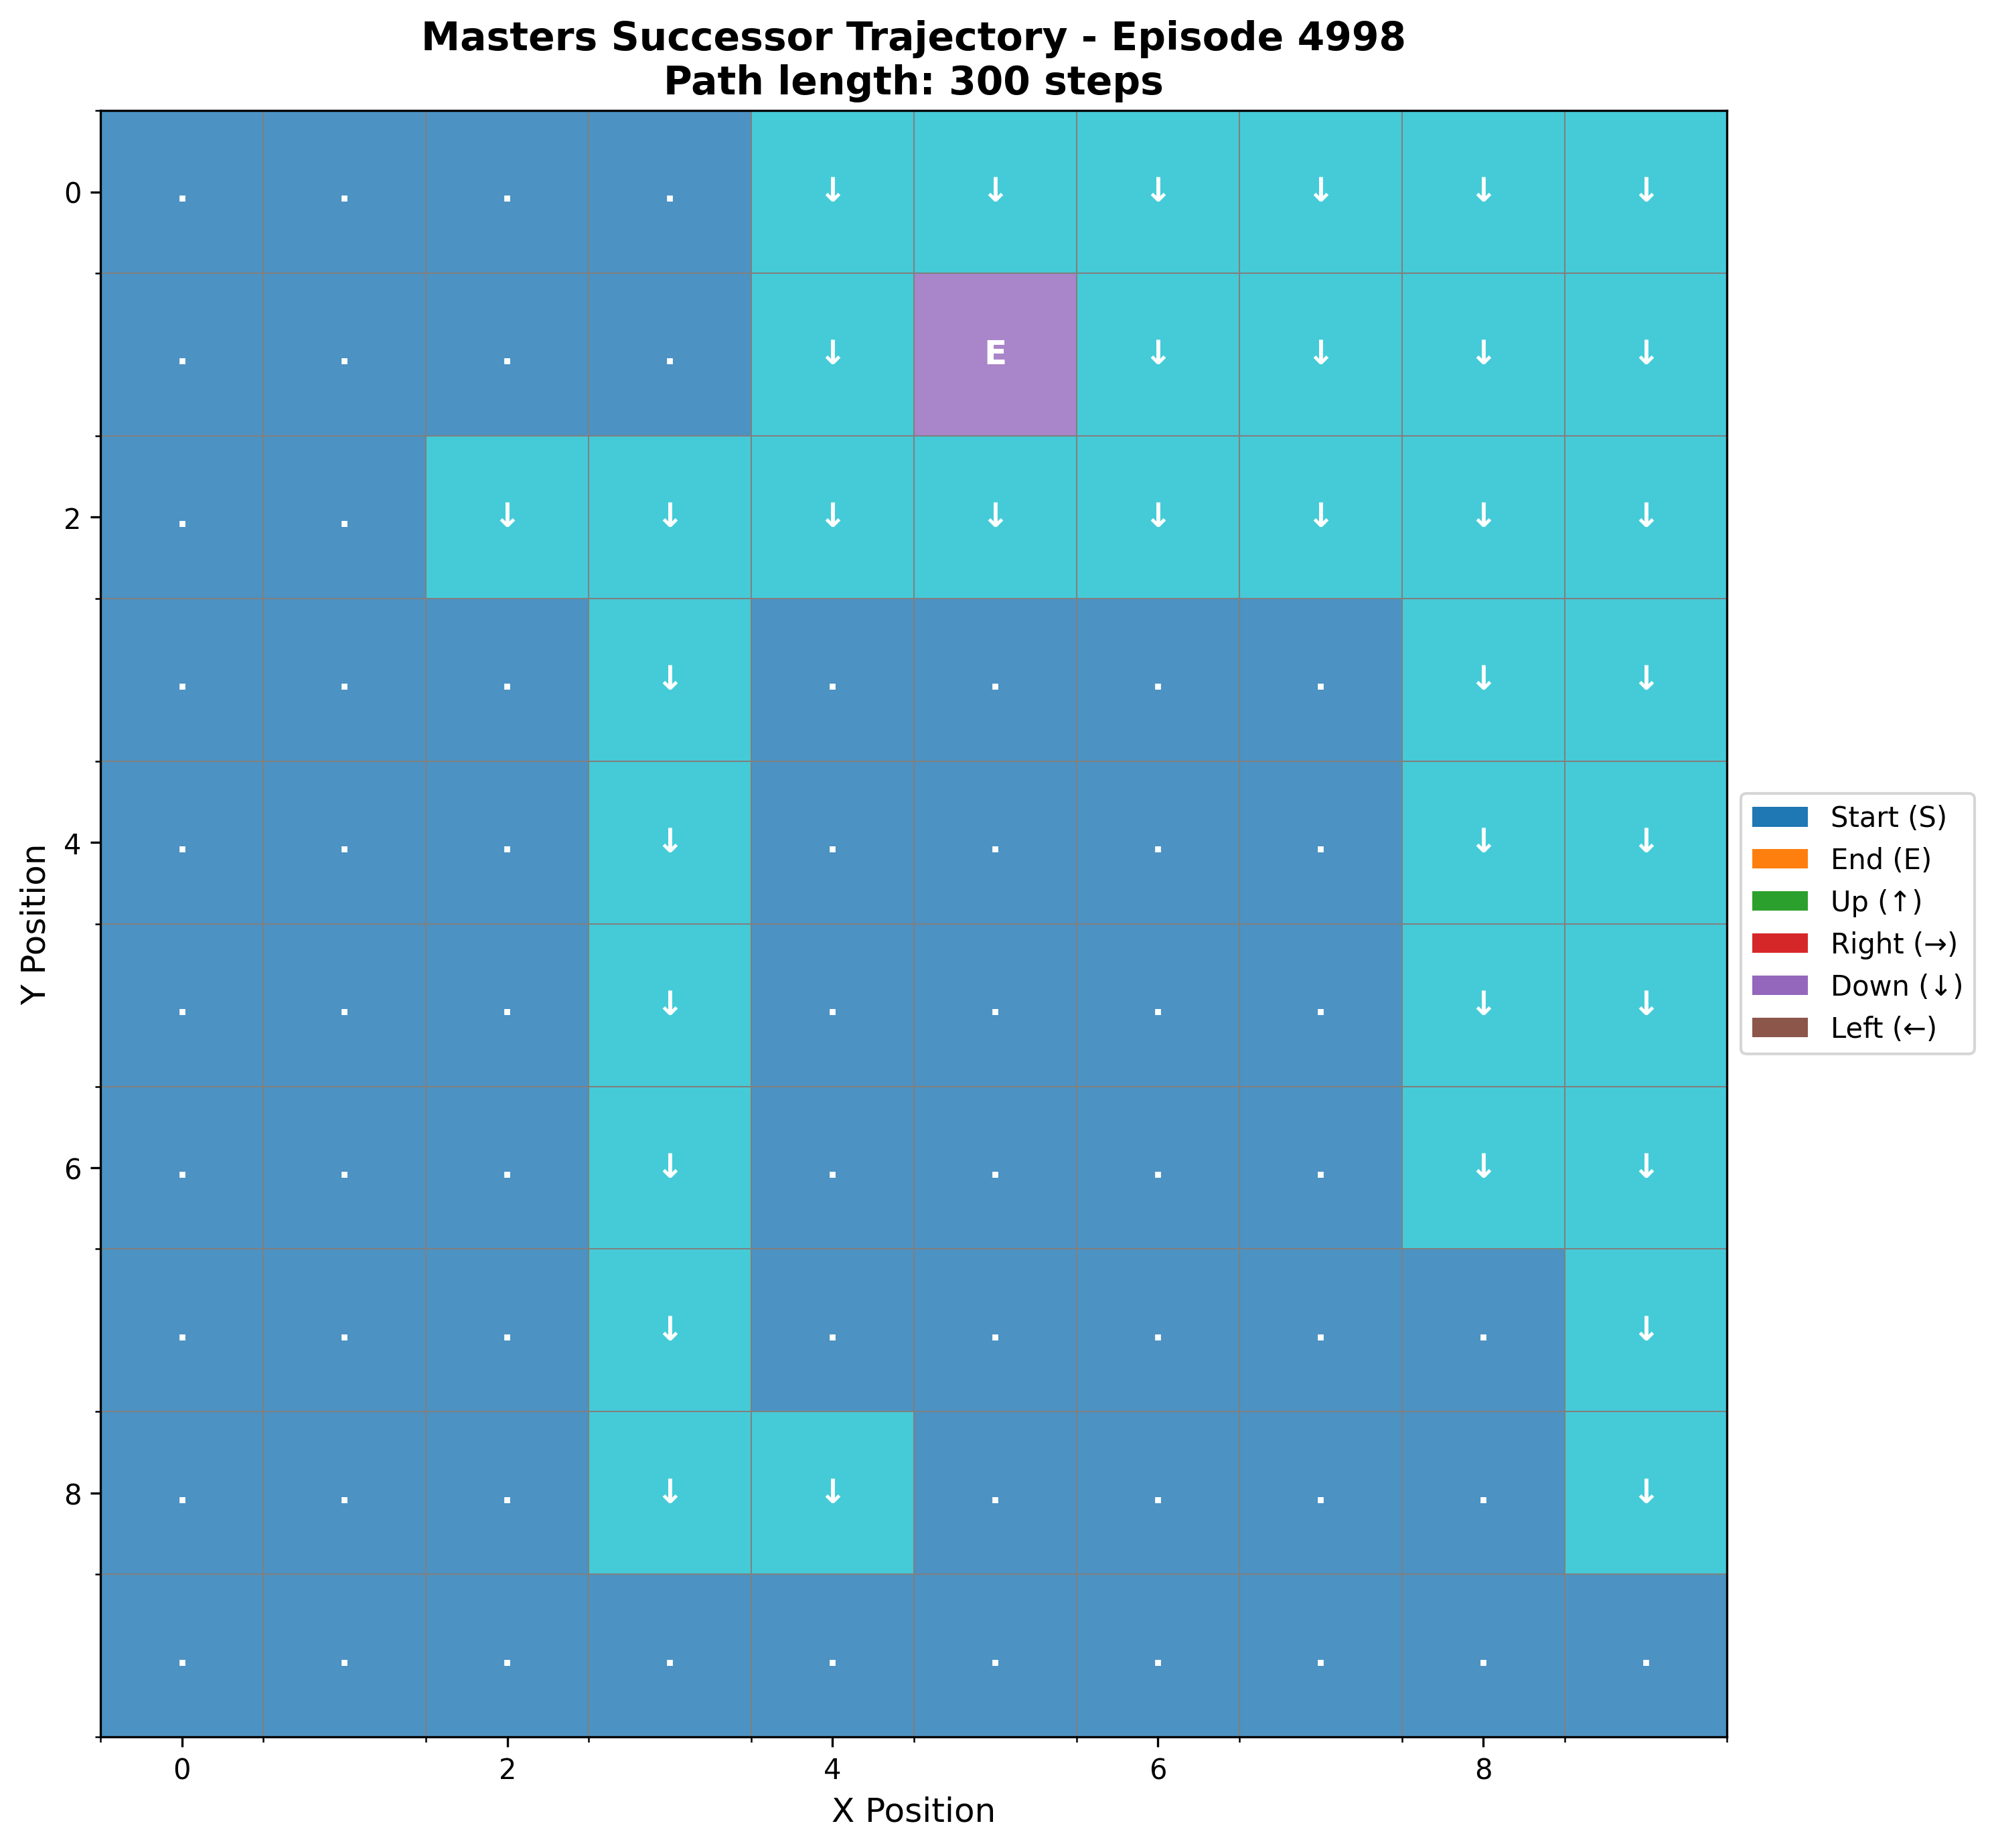 Masters Successor Trajectory - Episode 4998
Path length: 300 steps
0 . . . . ↓ ↓ ↓ ↓ ↓ ↓
. . . . ↓ E ↓ ↓ ↓ ↓
2 . . ↓ ↓ ↓ ↓ ↓ ↓ ↓ ↓
. . . ↓ . . . . ↓ ↓
4 . . . ↓ . . . . ↓ ↓
. . . ↓ . . . . ↓ ↓
6 . . . ↓ . . . . ↓ ↓
. . . ↓ . . . . . ↓
8 . . . ↓ ↓ . . . . ↓
. . . . . . . . . .
0 2 4 6 8
X Position
Y Position
Start (S)
End (E)
Up (↑)
Right (→)
Down (↓)
Left (←)